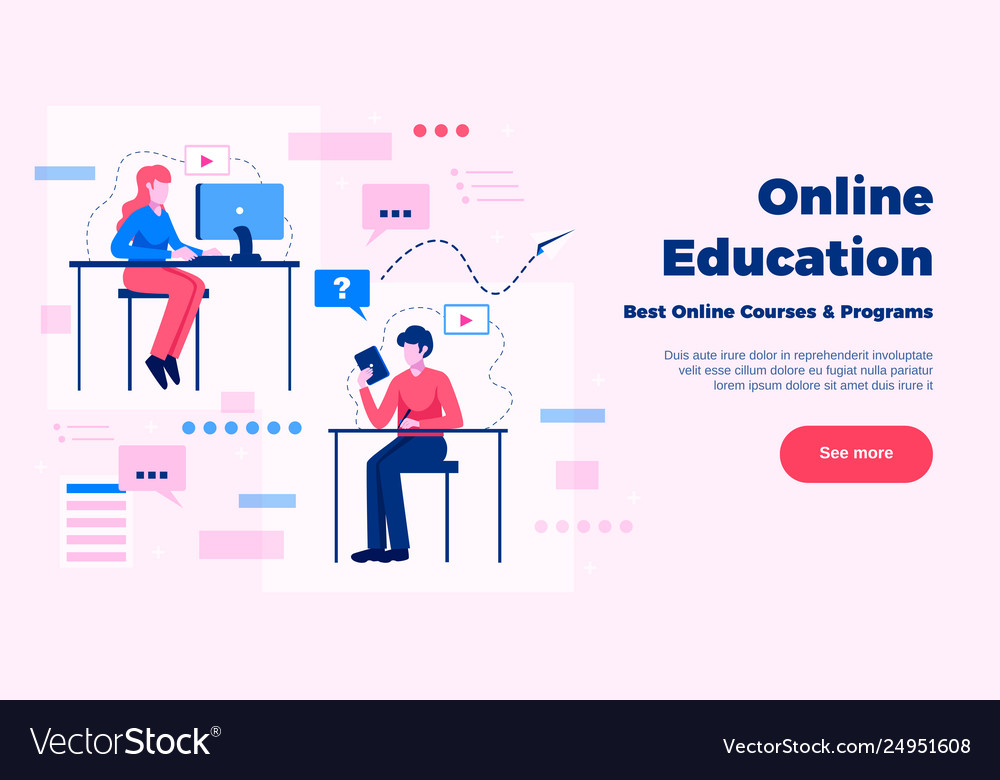 ?
Online
Education
Best Online Courses & Programs
Duis aute irure dolor in reprehenderit involuptate
velit esse cillum dolore eu fugiat nulla pariatur
lorem ipsum dolore sit amet duis irure it
See more
VectorStock®
VectorStock.com/24951608